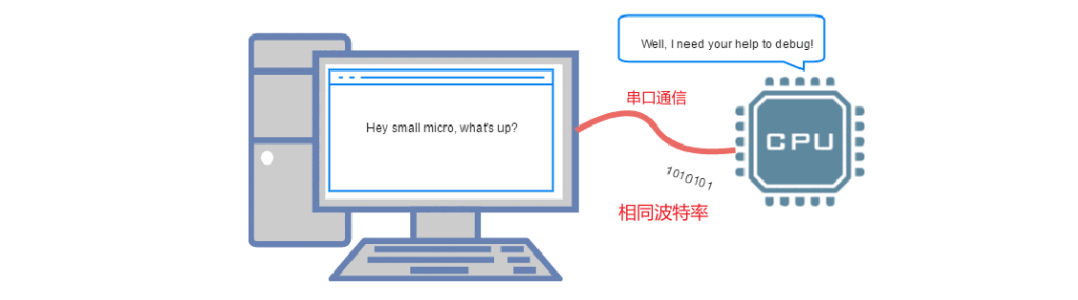 Well, I need your help to debug!
串口通信
Hey small micro, what's up?
CPU
1010101
相同波特率